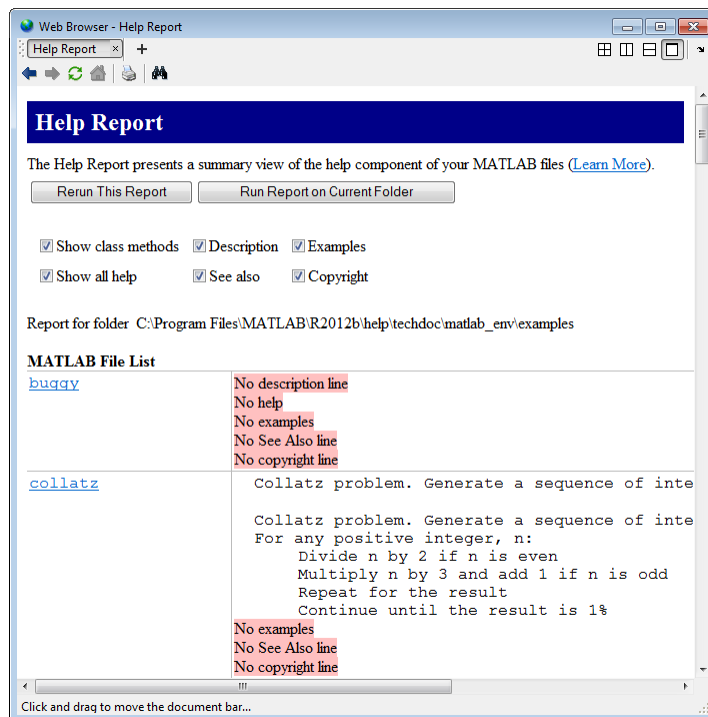 Web Browser - Help Report
Help Report
Help Report
The Help Report presents a summary view of the help component of your MATLAB files (Learn More).
Rerun This Report Run Report on Current Folder
Show class methods Description Examples
Show all help See also Copyright
Report for folder C:\Program Files\MATLAB\R2012b\help\techdoc\matlab_env\examples
MATLAB File List
buggy No description line
No help
No examples
No See Also line
No copyright line
collatz Collatz problem. Generate a sequence of inte
Collatz problem. Generate a sequence of inte
For any positive integer, n:
Divide n by 2 if n is even
Multiply n by 3 and add 1 if n is odd
Repeat for the result
Continue until the result is 1%
No examples
No See Also line
No copyright line
Click and drag to move the document bar...